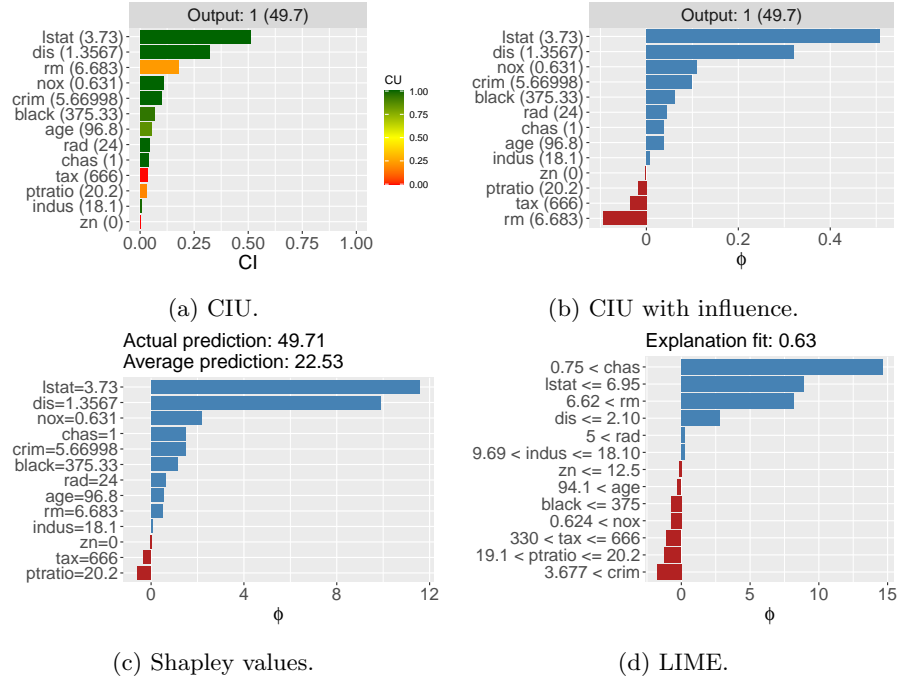 Output: 1 (49.7)
lstat (3.73)
dis (1.3567)
rm (6.683)
nox (0.631)
crim (5.66998)
black (375.33)
age (96.8)
rad (24)
chas (1)
tax (666)
ptratio (20.2)
indus (18.1)
zn (0)
0.00 0.25 0.50 0.75 1.00
CI
CU
1.00
0.75
0.50
0.25
0.00
(a) CIU.
Output: 1 (49.7)
lstat (3.73)
dis (1.3567)
nox (0.631)
crim (5.66998)
black (375.33)
rad (24)
chas (1)
age (96.8)
indus (18.1)
zn (0)
ptratio (20.2)
tax (666)
rm (6.683)
0 0.2 0.4
ϕ
(b) CIU with influence.
Actual prediction: 49.71
Average prediction: 22.53
lstat=3.73
dis=1.3567
nox=0.631
chas=1
crim=5.66998
black=375.33
rad=24
age=96.8
rm=6.683
indus=18.1
zn=0
tax=666
ptratio=20.2
0 4 8 12
ϕ
(c) Shapley values.
Explanation fit: 0.63
0.75 < chas
lstat <= 6.95
6.62 < rm
dis <= 2.10
5 < rad
9.69 < indus <= 18.10
zn <= 12.5
94.1 < age
black <= 375
0.624 < nox
330 < tax <= 666
19.1 < ptratio <= 20.2
3.677 < crim
0 5 10 15
ϕ
(d) LIME.